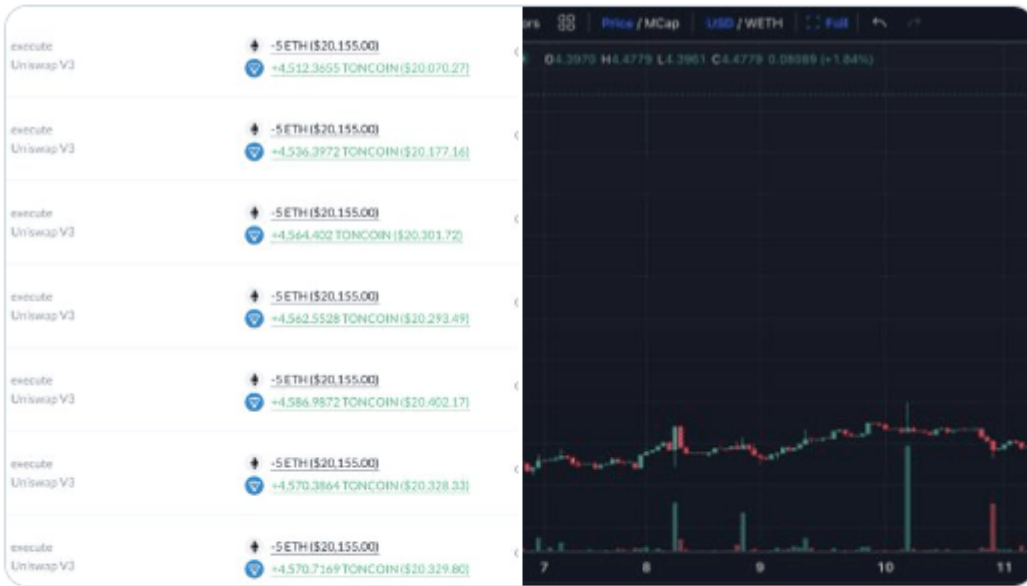 execute
Uniswap V3
-5 ETH ($20,155.00)
+4,512.3655 TONCOIN ($20,070.27)
execute
Uniswap V3
-5 ETH ($20,155.00)
+4,536.3972 TONCOIN ($20,177.16)
execute
Uniswap V3
-5 ETH ($20,155.00)
+4,564.402 TONCOIN ($20,301.72)
execute
Uniswap V3
-5 ETH ($20,155.00)
+4,562.5528 TONCOIN ($20,293.49)
execute
Uniswap V3
-5 ETH ($20,155.00)
+4,586.9872 TONCOIN ($20,402.17)
execute
Uniswap V3
-5 ETH ($20,155.00)
+4,570.3864 TONCOIN ($20,328.33)
execute
Uniswap V3
-5 ETH ($20,155.00)
+4,570.7169 TONCOIN ($20,329.80)
ors Price / MCap USD / WETH Full
O4.3970 H4.4779 L4.3961 C4.4779 0.08089 (+1.84%)
7 8 9 10 11